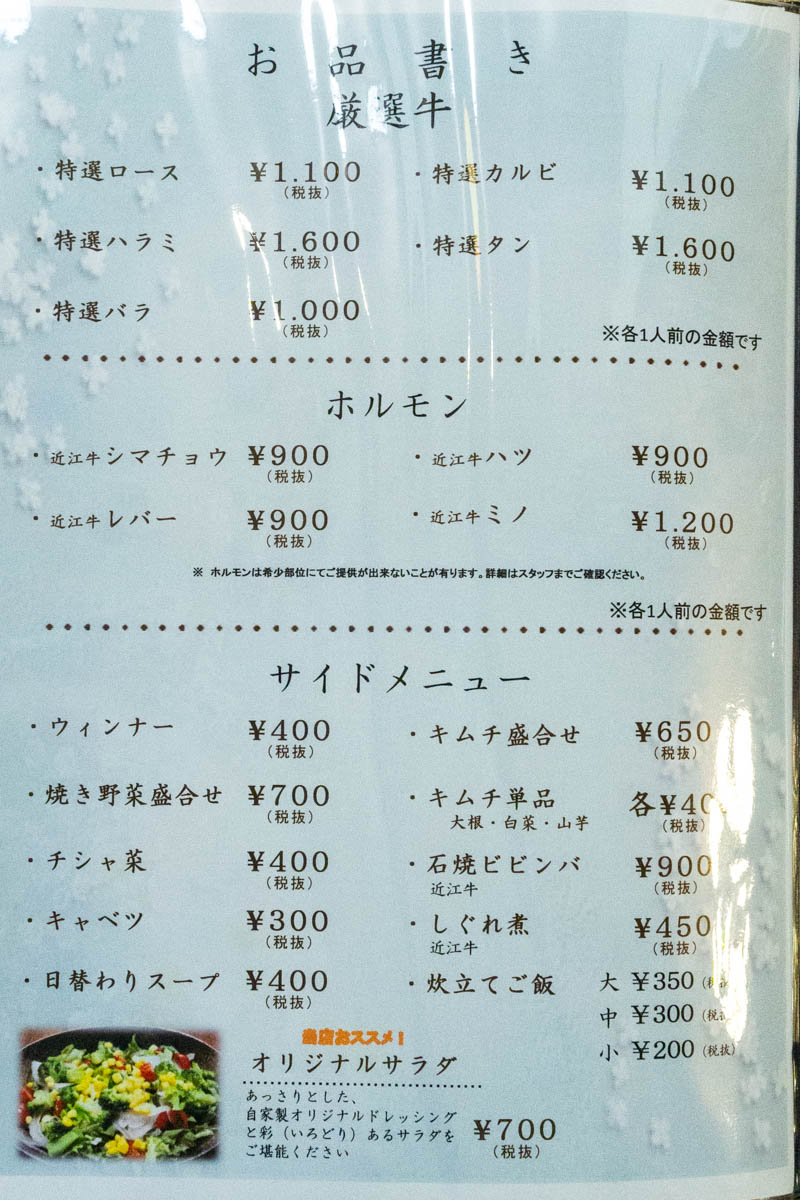 お品書き
厳選牛
・特選ロース ¥1.100 ・特選カルビ ¥1.100
(税抜) (税抜)
・特選ハラミ ¥1.600 ・特選タン ¥1.600
(税抜) (税抜)
・特選バラ ¥1.000
(税抜)
※各1人前の金額です
ホルモン
・近江牛シマチョウ ¥900 ・近江牛ハツ ¥900
(税抜) (税抜)
・近江牛レバー ¥900 ・近江牛ミノ ¥1.200
(税抜) (税抜)
※ ホルモンは希少部位にてご提供が出来ないことが有ります。詳細はスタッフまでご確認ください。
※各1人前の金額です
サイドメニュー
・ウィンナー ¥400 ・キムチ盛合せ ¥650
(税抜) (税抜)
・焼き野菜盛合せ ¥700 ・キムチ単品 各
(税抜) 大根・白菜・山芋 (税抜)
・チシャ菜 ¥400 ・石焼ビビンバ ¥900
(税抜) 近江牛 (税抜)
・キャベツ ¥300 ・しぐれ煮 ¥450
(税抜) 近江牛 (税抜)
・日替わりスープ ¥400 ・炊立てご飯 大 ¥350
(税抜) 中 ¥300
小 ¥200 (税抜)
当店おススメ!
オリジナルサラダ
あっさりとした、
自家製オリジナルドレッシング
と彩(いろどり)あるサラダを
ご堪能ください
¥700
(税抜)